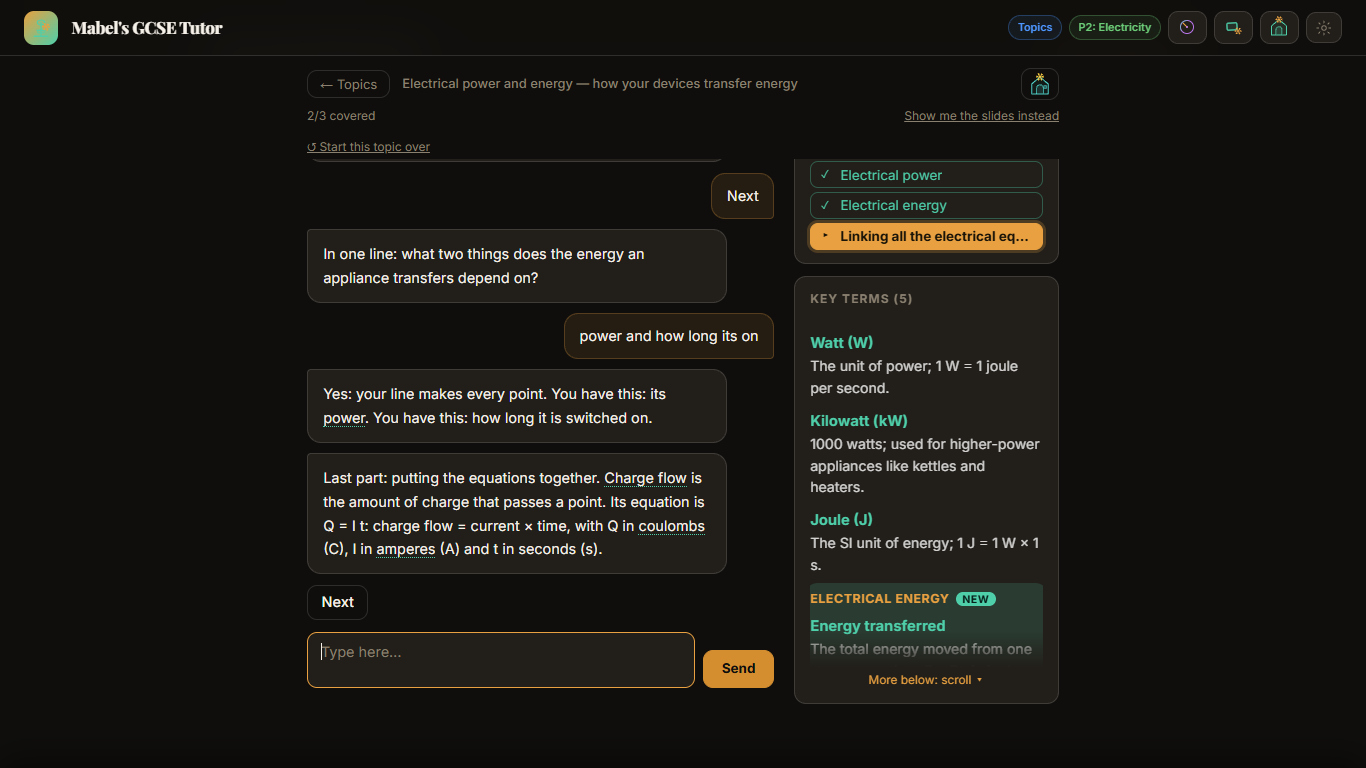 Mabel's GCSE Tutor
Topics
P2: Electricity
← Topics
Electrical power and energy — how your devices transfer energy
2/3 covered
Show me the slides instead
↺ Start this topic over
Next
In one line: what two things does the energy an
appliance transfers depend on?
power and how long its on
Yes: your line makes every point. You have this: its
power. You have this: how long it is switched on.
Last part: putting the equations together. Charge flow is
the amount of charge that passes a point. Its equation is
Q = I t: charge flow = current × time, with Q in coulombs
(C), I in amperes (A) and t in seconds (s).
Next
Type here...
Send
✓ Electrical power
✓ Electrical energy
‣ Linking all the electrical eq...
KEY TERMS (5)
Watt (W)
The unit of power; 1 W = 1 joule
per second.
Kilowatt (kW)
1000 watts; used for higher-power
appliances like kettles and
heaters.
Joule (J)
The SI unit of energy; 1 J = 1 W × 1
s.
ELECTRICAL ENERGY NEW
Energy transferred
The total energy moved from one
More below: scroll ▾